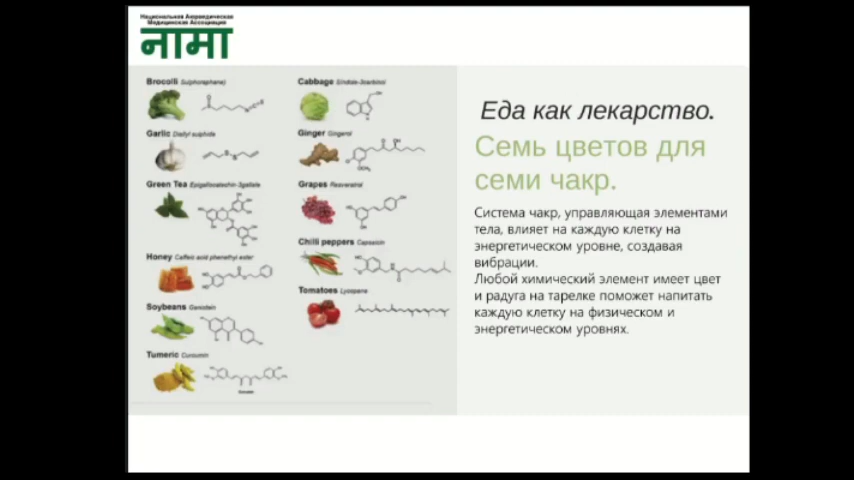 Национальная Аюрведическая
Медицинская Ассоциация
नामा
Brocolli Sulphoraphane)
Cabbage (Indole-3carbinol
Garlic Diallyl sulphide
Ginger Gingerol
Green Tea Epigallocatechin-3gallate
Grapes Resveratrol
Honey Caffeic acid phenethyl ester
Chilli peppers Capsaicin
Soybeans Genistein
Tomatoes Lycopene
Tumeric Curcumin
Еда как лекарство.
Семь цветов для
семи чакр.
Система чакр, управляющая элементами
тела, влияет на каждую клетку на
энергетическом уровне, создавая
вибрации.
Любой химический элемент имеет цвет
и радуга на тарелке поможет напитать
каждую клетку на физическом и
энергетическом уровнях.